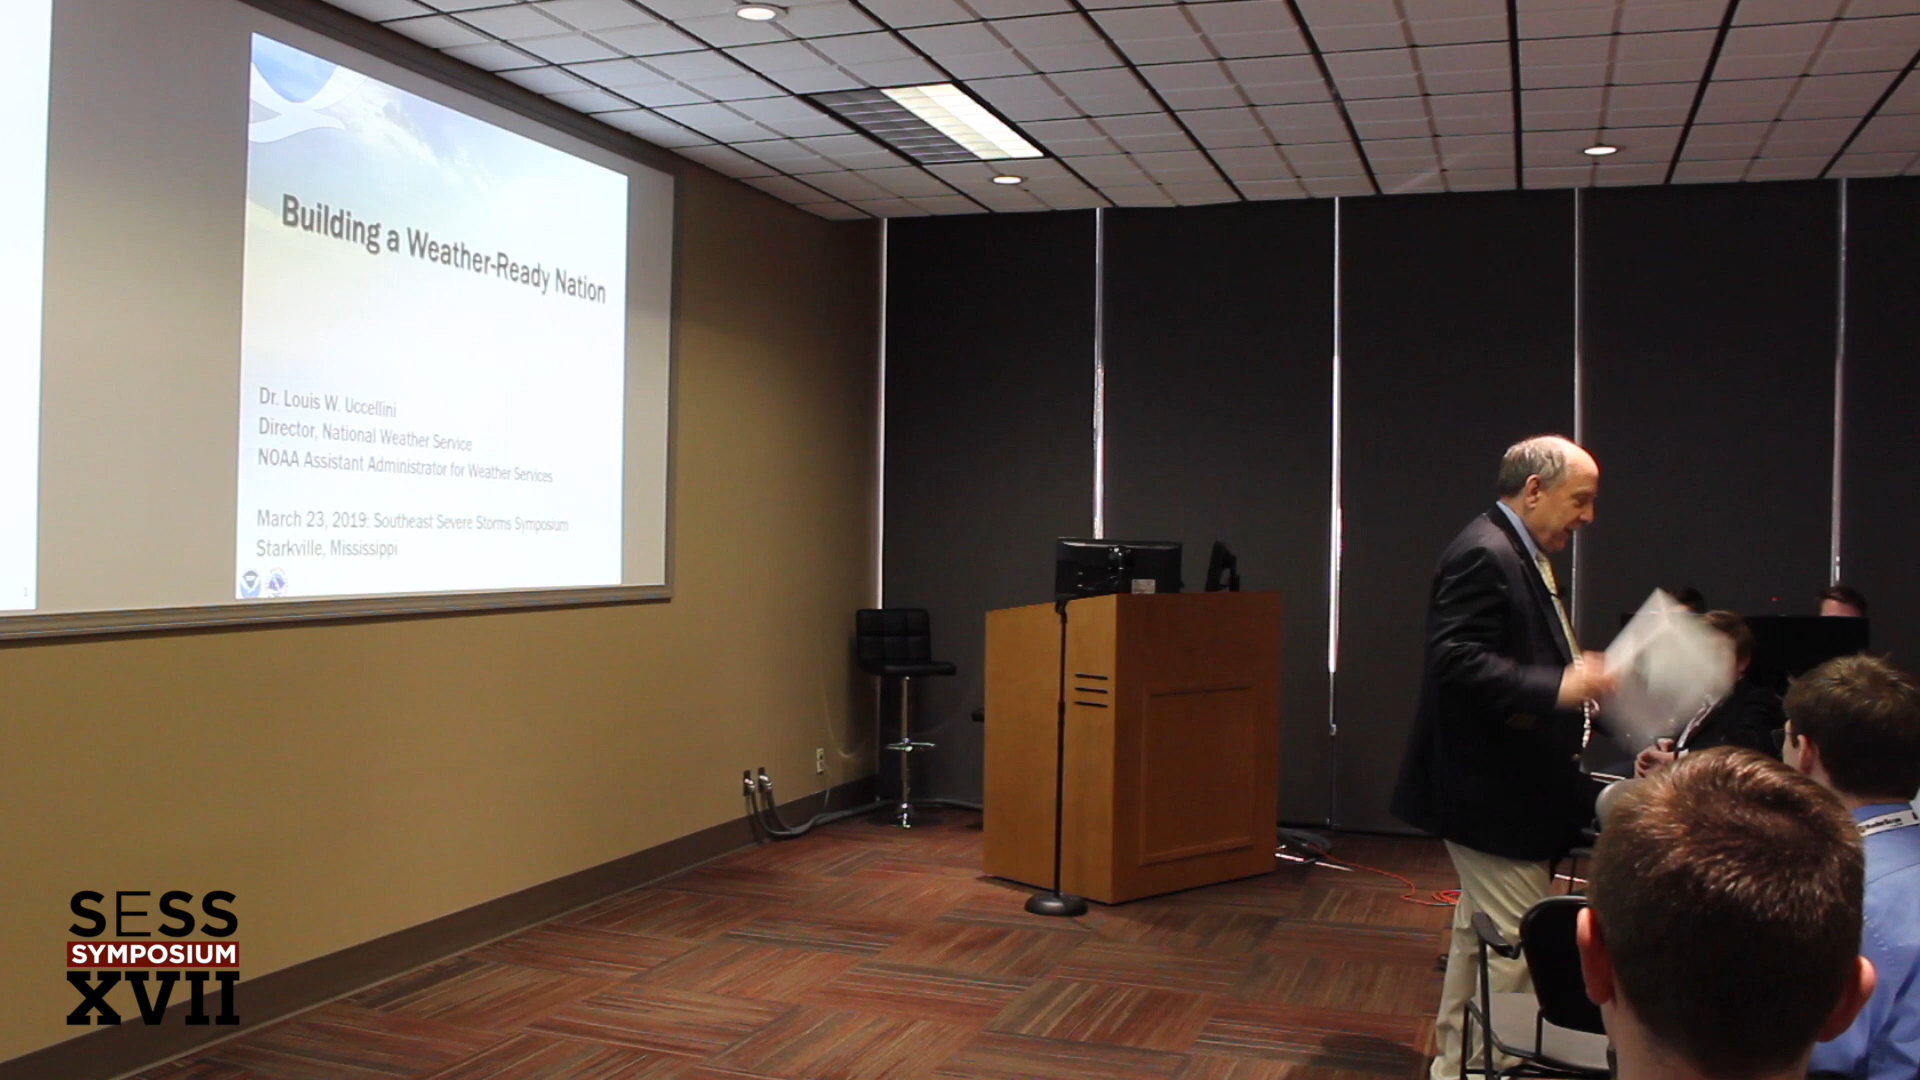 Building a Weather-Ready Nation
Dr. Louis W. Uccellini
Director, National Weather Service
NOAA Assistant Administrator for Weather Services
March 23, 2019: Southeast Severe Storms Symposium
Starkville, Mississippi
SESS
SYMPOSIUM
XVII